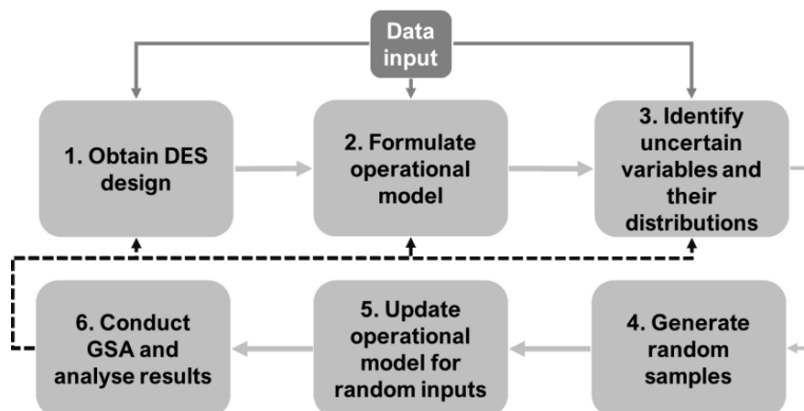 Data
input
1. Obtain DES
design
2. Formulate
operational
model
3. Identify
uncertain
variables and
their
distributions
6. Conduct
GSA and
analyse results
5. Update
operational
model for
random inputs
4. Generate
random
samples